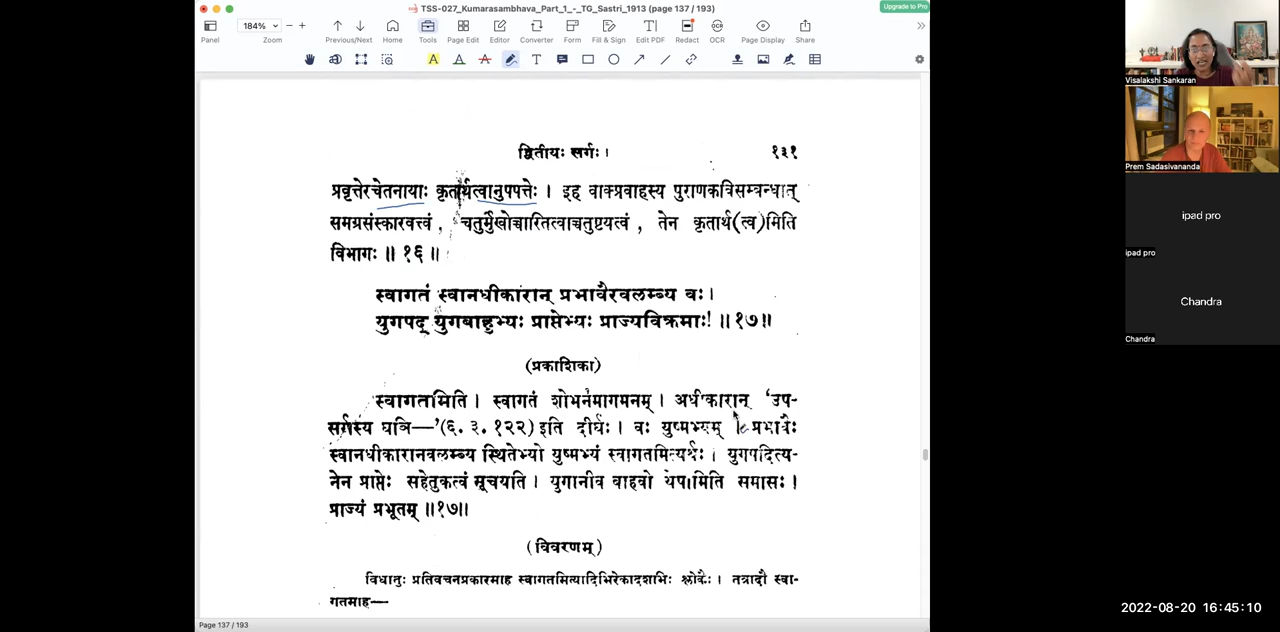 TSS-027_Kumarasambhava_Part_1_-_TG_Sastri_1913 (page 137 / 193)
Upgrade to Pro
184%
Panel Zoom Previous/Next Home Tools Page Edit Editor Converter Form Fill & Sign Edit PDF Redact OCR Page Display Share
द्वितीयः सर्गः। १३१
प्रवृत्तेरचेतनायाः कृतार्थत्वानुपपत्तेः । इह वाक्प्रवाहस्य पुराणकविसम्बन्धात्
समग्रसंस्कारवत्त्वं , चतुर्मुखोच्चारितत्वाच्चतुष्टयत्वं , तेन कृतार्थ(त्व)मिति
विभागः ॥ १६ ॥
स्वागतं स्वानधीकारान् प्रभावैरवलम्ब्य वः ।
युगपद् युगबाहुभ्यः प्राप्तेभ्यः प्राज्यविक्रमाः! ॥ १७ ॥
(प्रकाशिका)
स्वागतमिति । स्वागतं शोभनमागमनम् । अधीकारान् ‘उप-
सर्गस्य घञि—’(६. ३. १२२) इति दीर्घः । वः युष्मभ्यम् । प्रभावैः
स्वानधीकारानवलम्ब्य स्थितेभ्यो युष्मभ्यं स्वागतमित्यर्थः । युगपदित्य-
नेन प्राप्तेः सहेतुकत्वं सूचयति । युगानीव बाहवो येषामिति समासः ।
प्राज्यं प्रभूतम् ॥१७॥
(विवरणम्)
विधातुः प्रतिवचनप्रकारमाह स्वागतमित्यादिभिरेकादशभिः श्लोकैः । तत्रादौ स्वा-
गतमाह—
Page 137 / 193
Visalakshi Sankaran
Prem Sadasivananda
ipad pro
ipad pro
Chandra
Chandra
2022-08-20 16:45:10